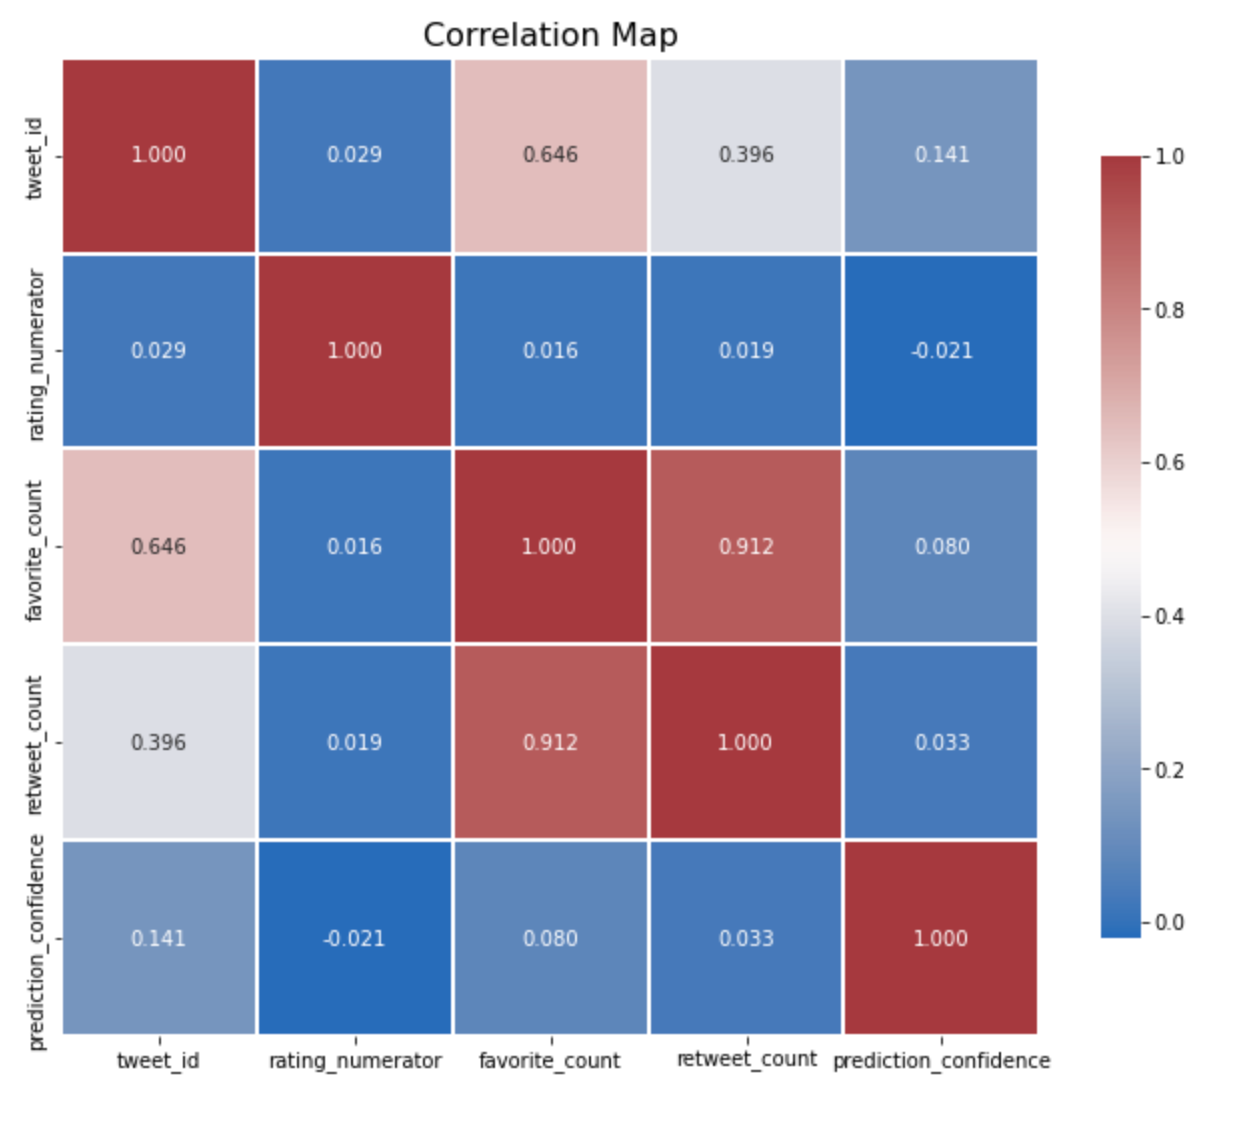 Correlation Map
tweet_id 1.000 0.029 0.646 0.396 0.141
rating_numerator 0.029 1.000 0.016 0.019 -0.021
favorite_count 0.646 0.016 1.000 0.912 0.080
retweet_count 0.396 0.019 0.912 1.000 0.033
prediction_confidence 0.141 -0.021 0.080 0.033 1.000
tweet_id rating_numerator favorite_count retweet_count prediction_confidence
1.0
0.8
0.6
0.4
0.2
0.0